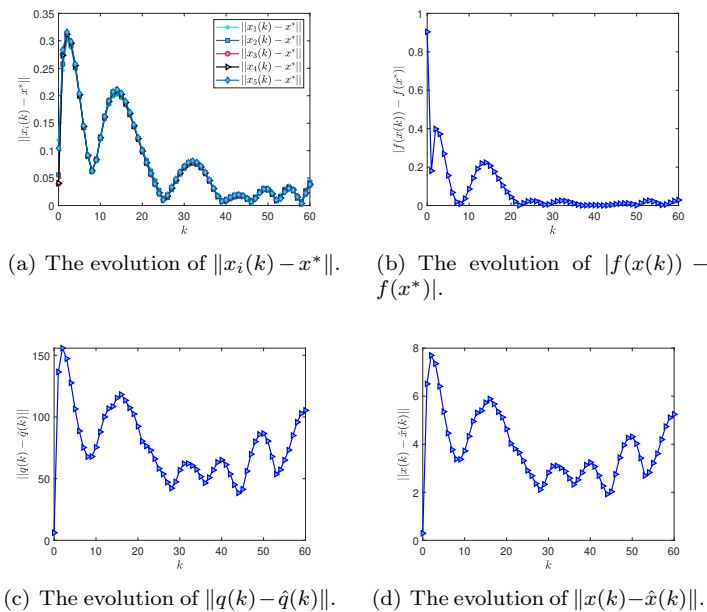 0.35
0.3
0.25
0.2
0.15
0.1
0.05
0
0 10 20 30 40 50 60
k
||x_i(k) − x*||
||x_1(k) − x*||
||x_2(k) − x*||
||x_3(k) − x*||
||x_4(k) − x*||
||x_5(k) − x*||
(a) The evolution of ‖x_i(k) − x*‖.
1
0.8
0.6
0.4
0.2
0
0 10 20 30 40 50 60
k
|f(x(k)) − f(x*)|
(b) The evolution of |f(x(k)) −
f(x*)|.
150
100
50
0
0 10 20 30 40 50 60
k
||q(k) − q̂(k)||
(c) The evolution of ‖q(k) − q̂(k)‖.
8
6
4
2
0
0 10 20 30 40 50 60
k
||x(k) − x̂(k)||
(d) The evolution of ‖x(k) − x̂(k)‖.